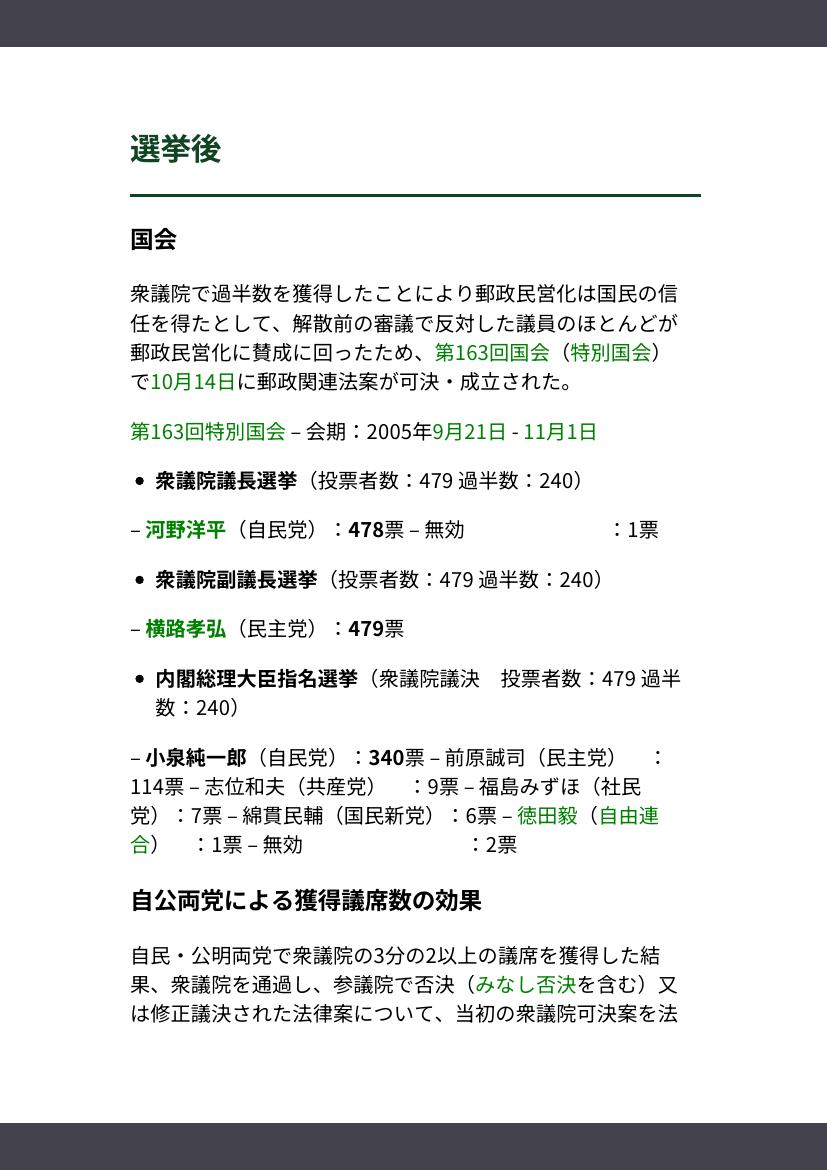 選挙後
国会
衆議院で過半数を獲得したことにより郵政民営化は国民の信
任を得たとして、解散前の審議で反対した議員のほとんどが
郵政民営化に賛成に回ったため、第163回国会（特別国会）
で10月14日に郵政関連法案が可決・成立された。
第163回特別国会 – 会期：2005年9月21日 - 11月1日
• 衆議院議長選挙（投票者数：479 過半数：240）
– 河野洋平（自民党）：478票 – 無効　　　　　　　：1票
• 衆議院副議長選挙（投票者数：479 過半数：240）
– 横路孝弘（民主党）：479票
• 内閣総理大臣指名選挙（衆議院議決　投票者数：479 過半
数：240）
– 小泉純一郎（自民党）：340票 – 前原誠司（民主党）　：
114票 – 志位和夫（共産党）　：9票 – 福島みずほ（社民
党）：7票 – 綿貫民輔（国民新党）：6票 – 徳田毅（自由連
合）　：1票 – 無効　　　　　　　　：2票
自公両党による獲得議席数の効果
自民・公明両党で衆議院の3分の2以上の議席を獲得した結
果、衆議院を通過し、参議院で否決（みなし否決を含む）又
は修正議決された法律案について、当初の衆議院可決案を法